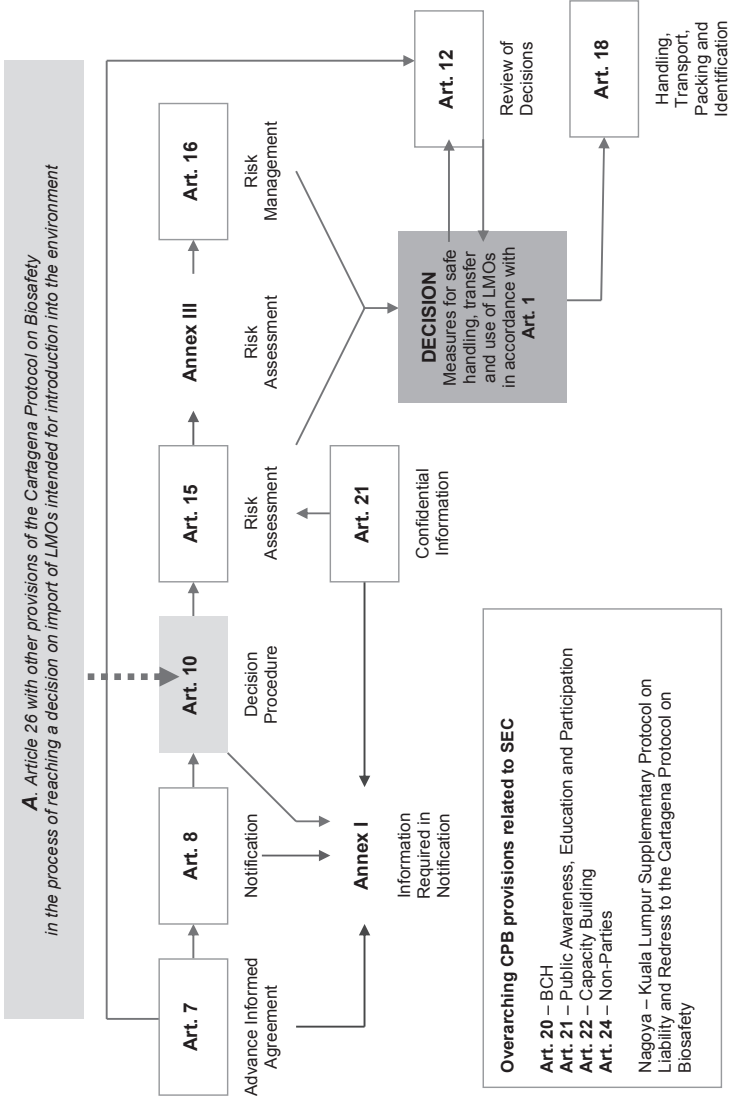 A. Article 26 with other provisions of the Cartagena Protocol on Biosafety
in the process of reaching a decision on import of LMOs intended for introduction into the environment
Art. 7
Advance Informed
Agreement
Art. 8
Notification
Art. 10
Decision
Procedure
Art. 15
Risk
Assessment
Annex III
Risk
Assessment
Art. 16
Risk
Management
Annex I
Information
Required in
Notification
Art. 21
Confidential
Information
DECISION
Measures for safe
handling, transfer
and use of LMOs
in accordance with
Art. 1
Art. 12
Review of
Decisions
Art. 18
Handling,
Transport,
Packing and
Identification
Overarching CPB provisions related to SEC
Art. 20 – BCH
Art. 21 – Public Awareness, Education and Participation
Art. 22 – Capacity Building
Art. 24 – Non-Parties
Nagoya – Kuala Lumpur Supplementary Protocol on
Liability and Redress to the Cartagena Protocol on
Biosafety